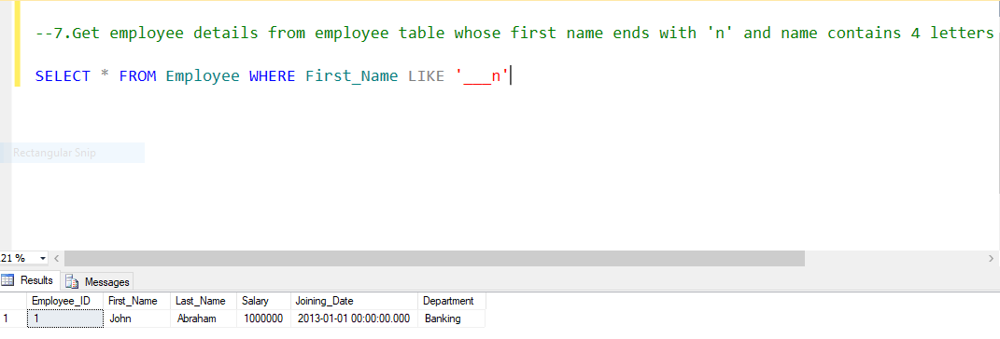 --7.Get employee details from employee table whose first name ends with 'n' and name contains 4 letters
SELECT * FROM Employee WHERE First_Name LIKE '___n'
Rectangular Snip
21 %
Results Messages
Employee_ID First_Name Last_Name Salary Joining_Date Department
1 1 John Abraham 1000000 2013-01-01 00:00:00.000 Banking